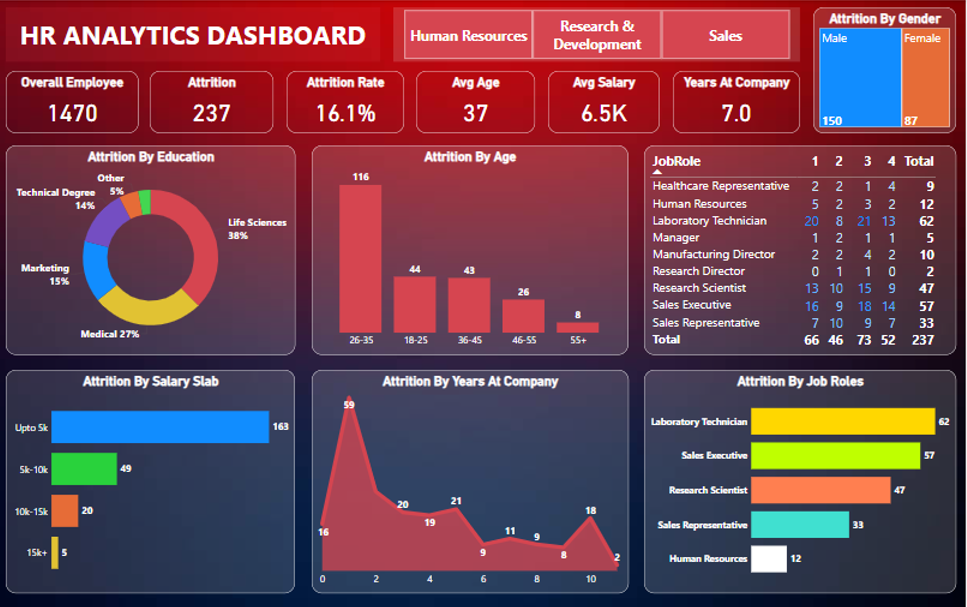 HR ANALYTICS DASHBOARD
Human Resources
Research &
Development
Sales
Attrition By Gender
Male
Female
150
87
Overall Employee
1470
Attrition
237
Attrition Rate
16.1%
Avg Age
37
Avg Salary
6.5K
Years At Company
7.0
Attrition By Education
Other
5%
Technical Degree
14%
Life Sciences
38%
Marketing
15%
Medical 27%
Attrition By Age
116
44
43
26
8
26-35
18-25
36-45
46-55
55+
JobRole 1 2 3 4 Total
Healthcare Representative 2 2 1 4 9
Human Resources 5 2 3 2 12
Laboratory Technician 20 8 21 13 62
Manager 1 2 1 1 5
Manufacturing Director 2 2 4 2 10
Research Director 0 1 1 0 2
Research Scientist 13 10 15 9 47
Sales Executive 16 9 18 14 57
Sales Representative 7 10 9 7 33
Total 66 46 73 52 237
Attrition By Salary Slab
Upto 5k 163
5k-10k 49
10k-15k 20
15k+ 5
Attrition By Years At Company
59
16
20
19
21
9
11
9
8
18
2
0 2 4 6 8 10
Attrition By Job Roles
Laboratory Technician 62
Sales Executive 57
Research Scientist 47
Sales Representative 33
Human Resources 12